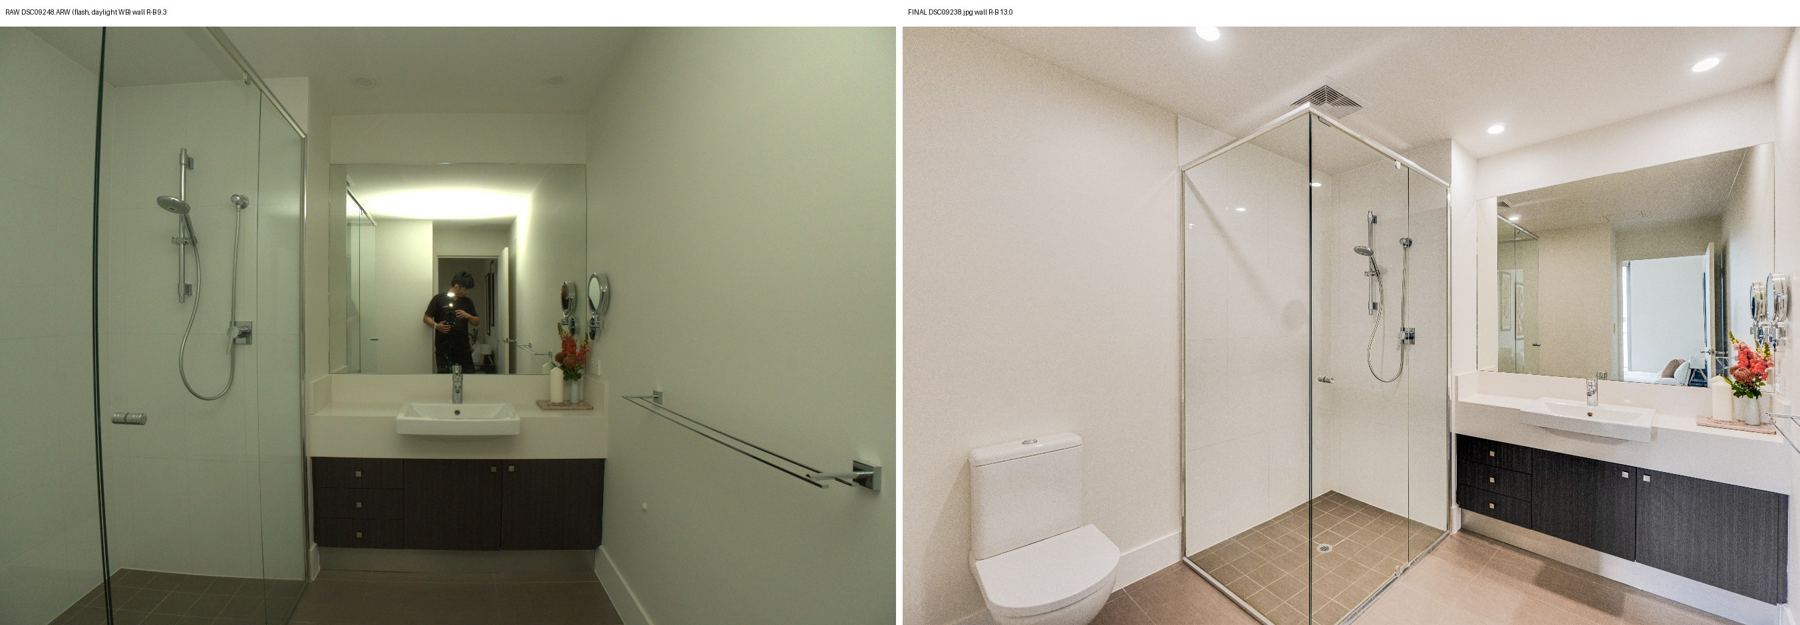 RAW DSC09248.ARW (flash, daylight WB) wall R-B 9.3
FINAL DSC09238.jpg wall R-B 13.0